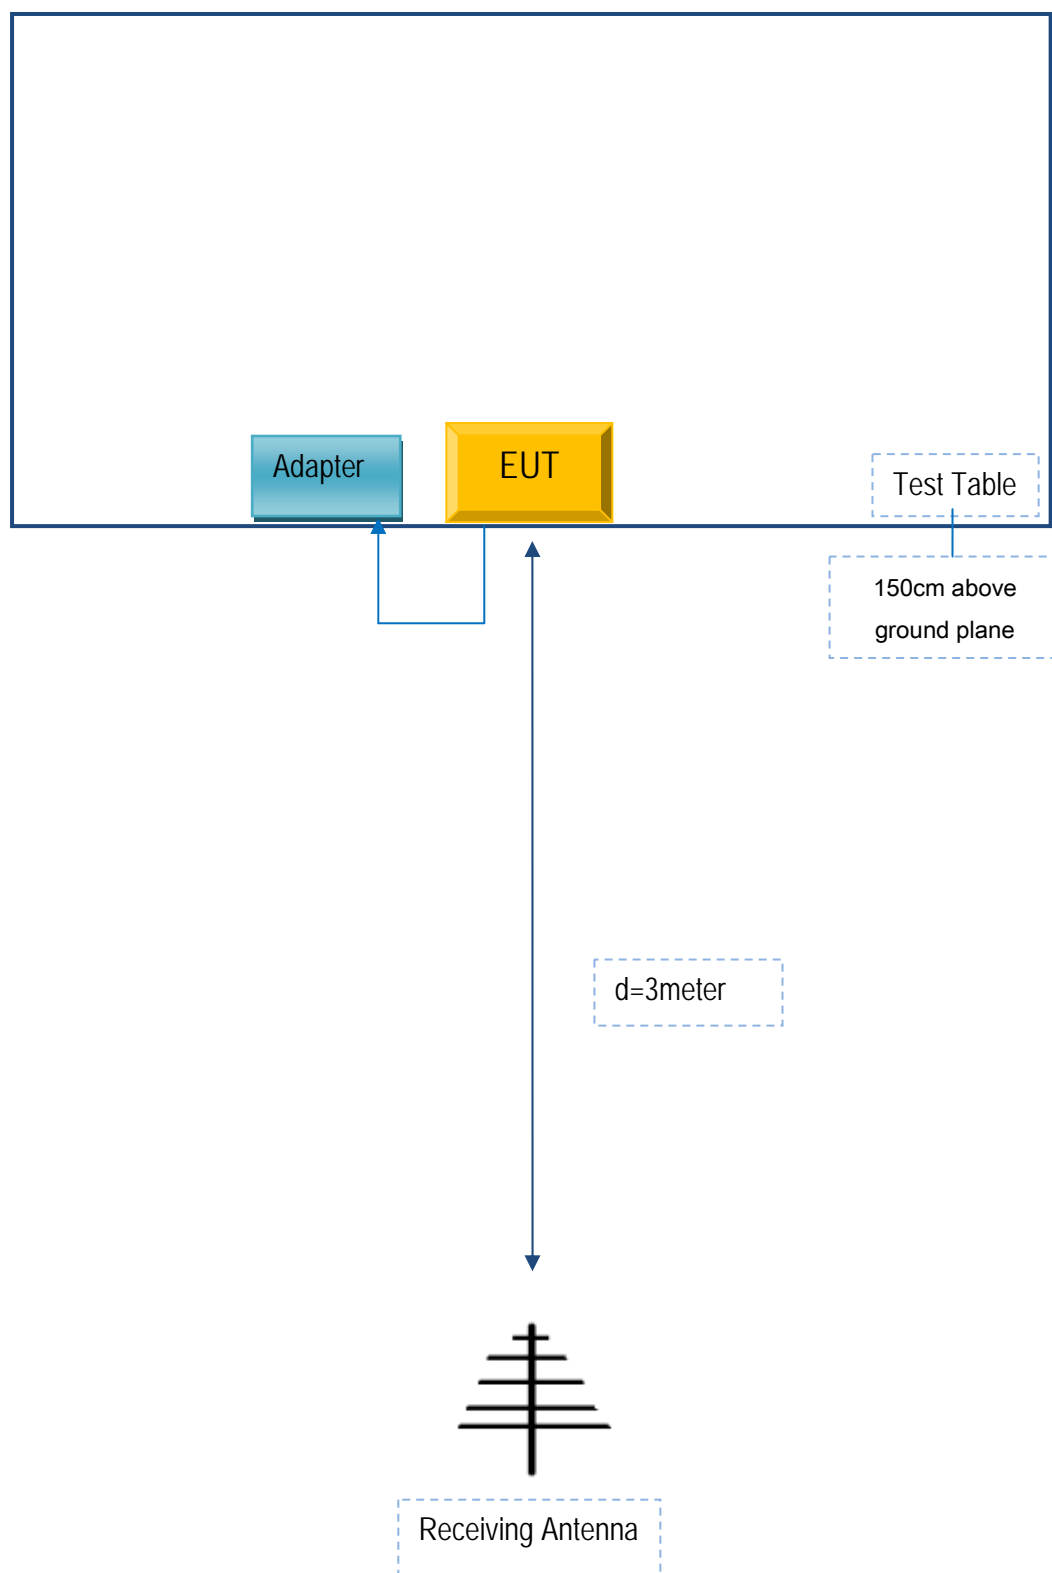 Adapter
EUT
Test Table
150cm above
ground plane
d=3meter
Receiving Antenna